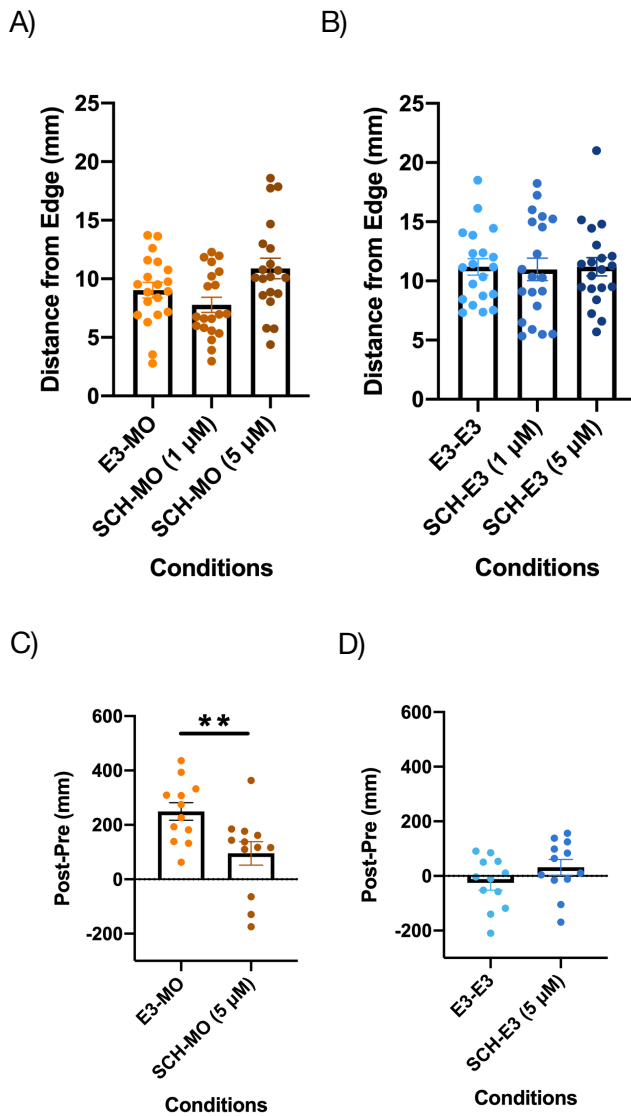 A)
Distance from Edge (mm)
25
20
15
10
5
0
E3-MO
SCH-MO (1 µM)
SCH-MO (5 µM)
Conditions
B)
Distance from Edge (mm)
25
20
15
10
5
0
E3-E3
SCH-E3 (1 µM)
SCH-E3 (5 µM)
Conditions
C)
Post-Pre (mm)
600
400
200
0
-200
**
E3-MO
SCH-MO (5 µM)
Conditions
D)
Post-Pre (mm)
600
400
200
0
-200
E3-E3
SCH-E3 (5 µM)
Conditions